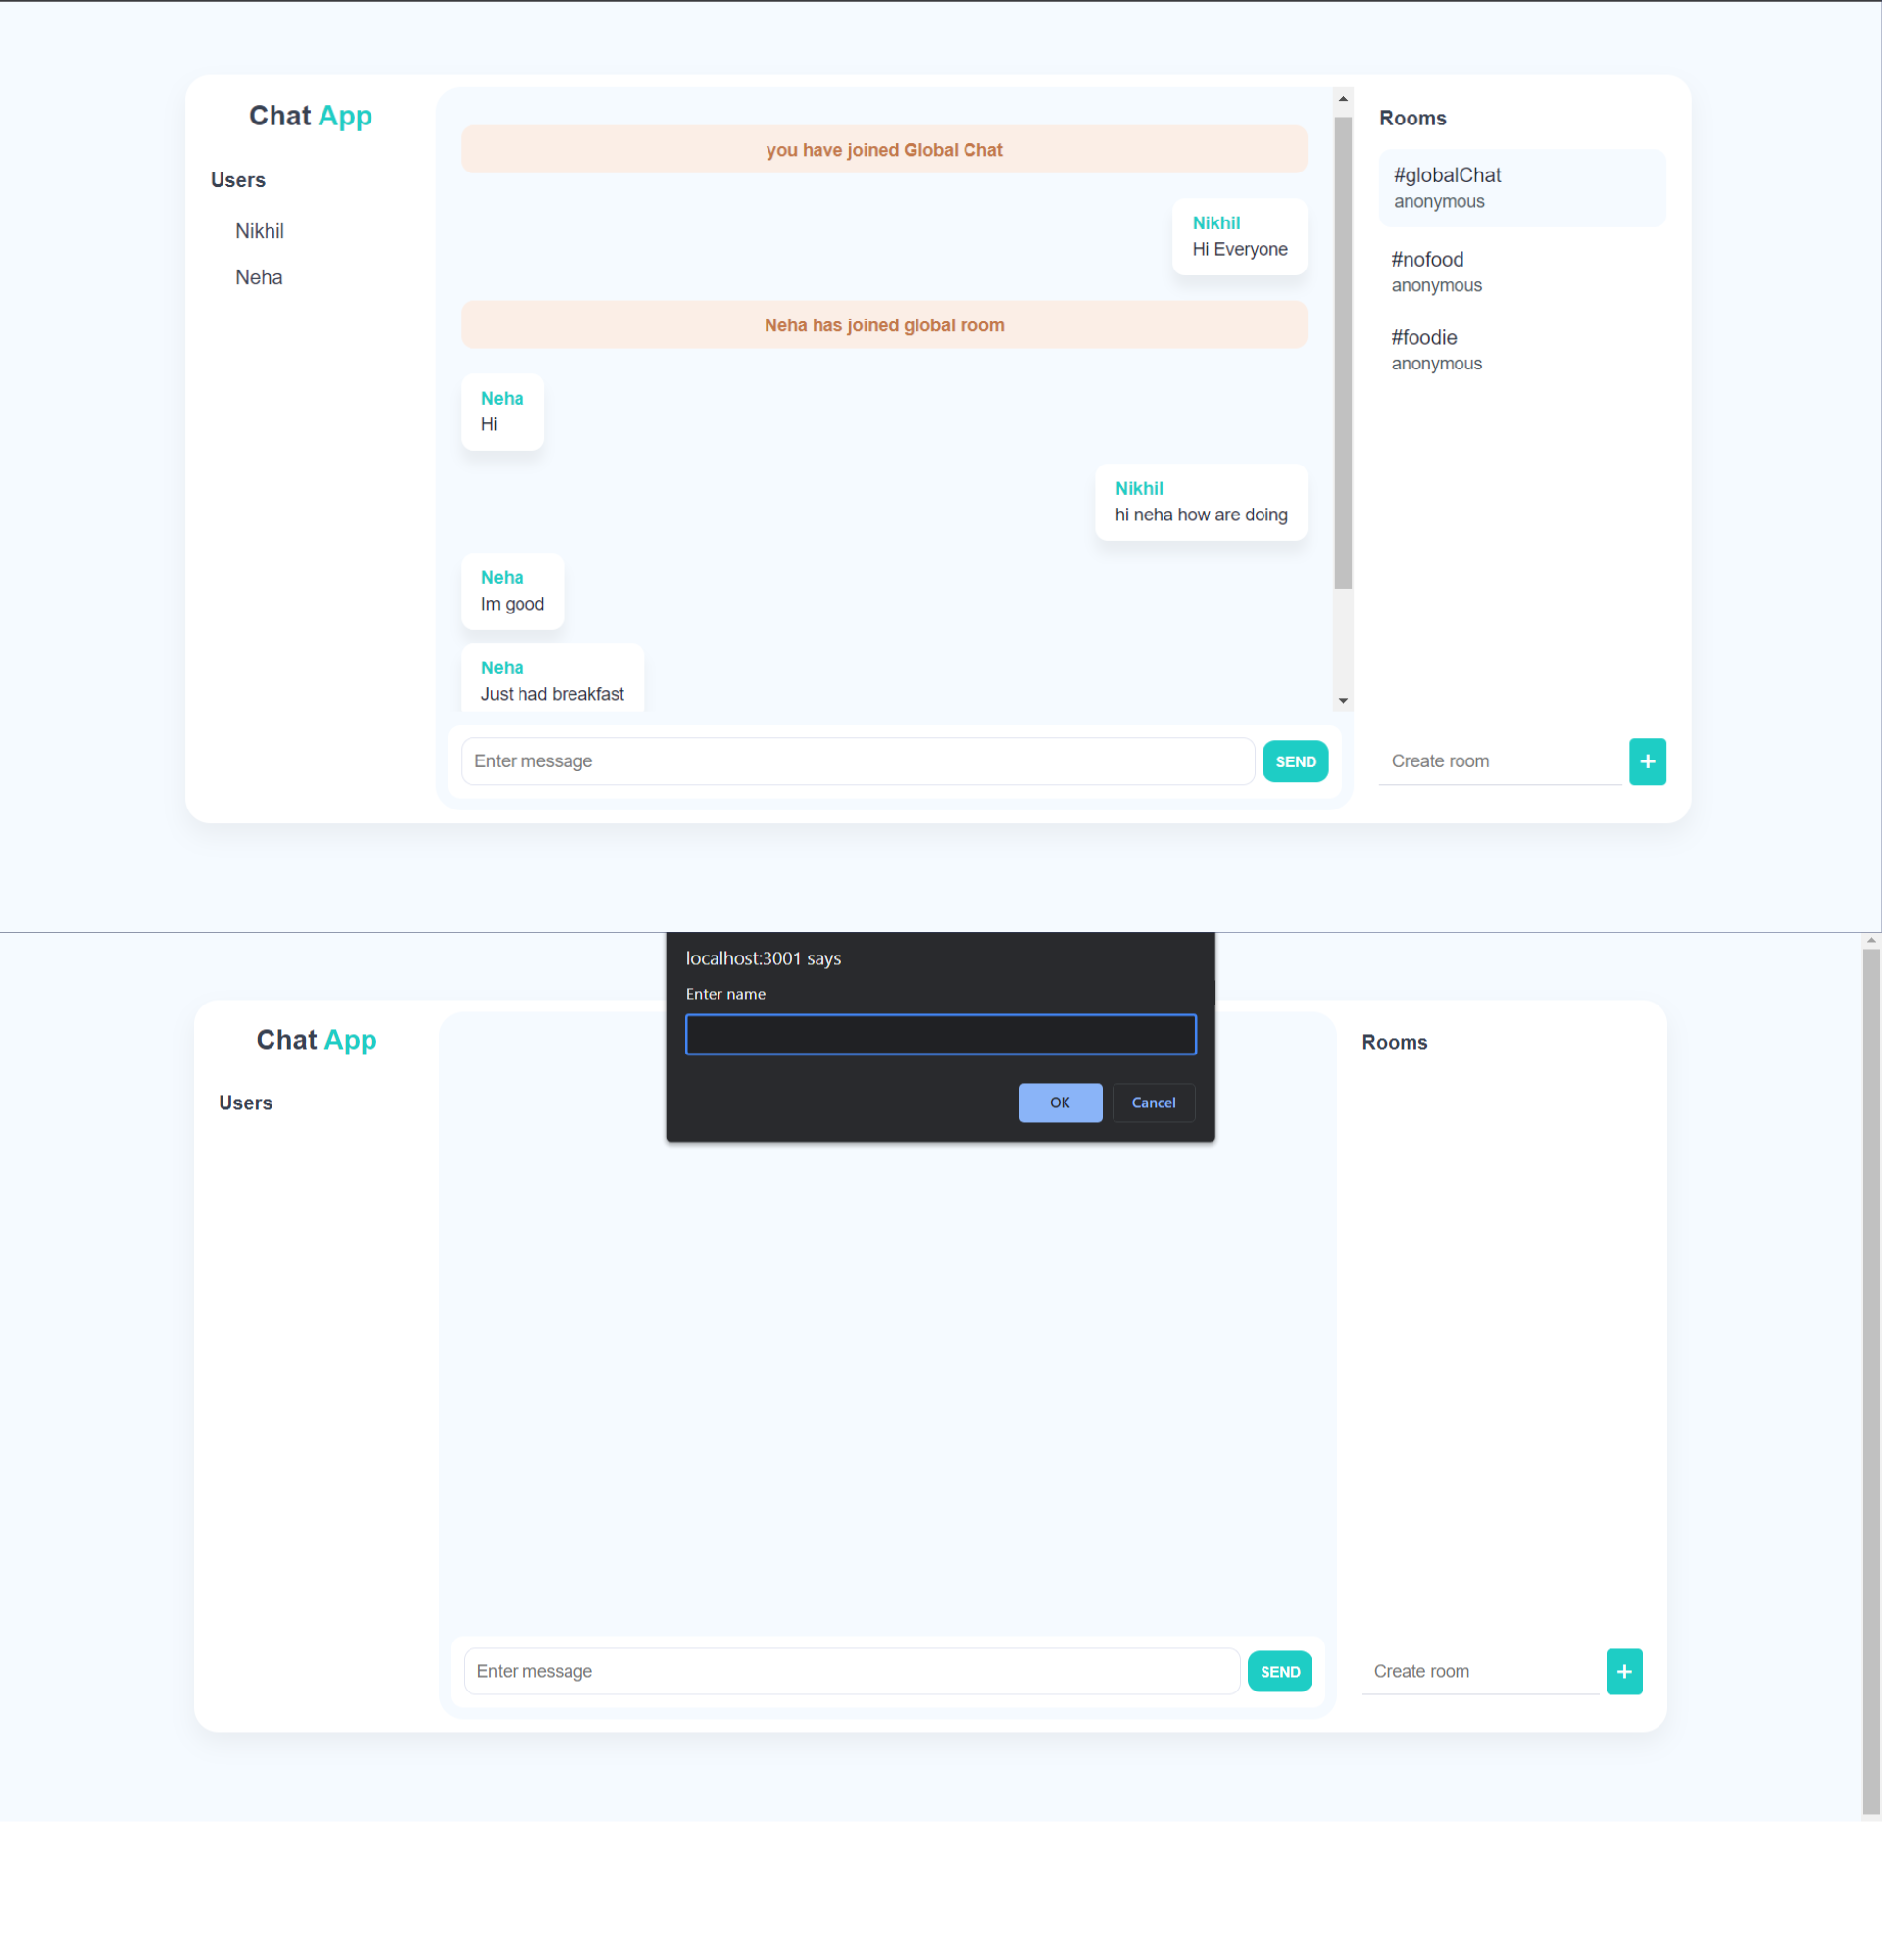 Chat App
Users
Nikhil
Neha
you have joined Global Chat
Nikhil
Hi Everyone
Neha has joined global room
Neha
Hi
Nikhil
hi neha how are doing
Neha
Im good
Neha
Just had breakfast
Enter message
SEND
Rooms
#globalChat
anonymous
#nofood
anonymous
#foodie
anonymous
Create room
+
localhost:3001 says
Enter name
OK
Cancel
Chat App
Users
Enter message
SEND
Rooms
Create room
+